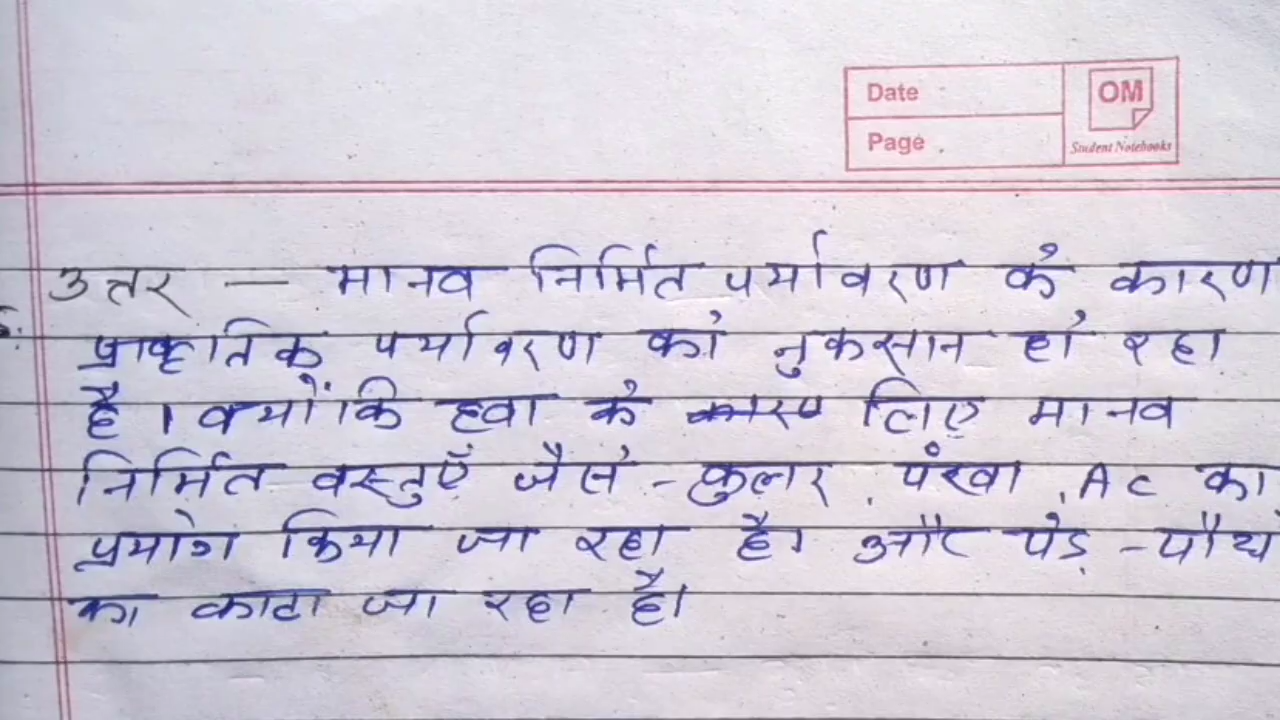 Date
Page
OM
Student Notebooks
उत्तर — मानव निर्मित पर्यावरण के कारण
प्राकृतिक पर्यावरण को नुकसान हो रहा
है । क्योंकि हवा के लिए मानव
निर्मित वस्तुएँ जैसे - कुलर , पंखा , AC का
प्रयोग किया जा रहा है। और पेड़ - पौधे
का काटा जा रहा है।